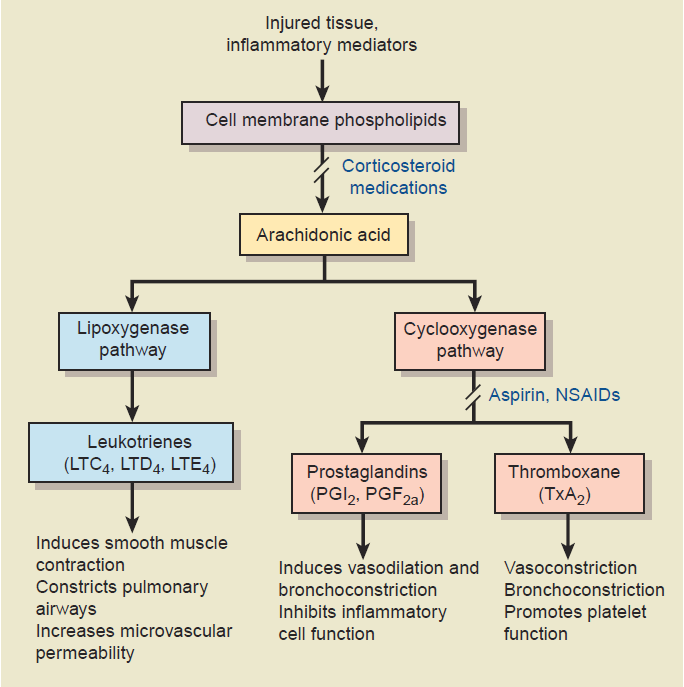 Injured tissue,
inflammatory mediators
Cell membrane phospholipids
Corticosteroid
medications
Arachidonic acid
Lipoxygenase
pathway
Cyclooxygenase
pathway
Aspirin, NSAIDs
Leukotrienes
(LTC₄, LTD₄, LTE₄)
Prostaglandins
(PGI₂, PGF₂ₐ)
Thromboxane
(TxA₂)
Induces smooth muscle
contraction
Constricts pulmonary
airways
Increases microvascular
permeability
Induces vasodilation and
bronchoconstriction
Inhibits inflammatory
cell function
Vasoconstriction
Bronchoconstriction
Promotes platelet
function